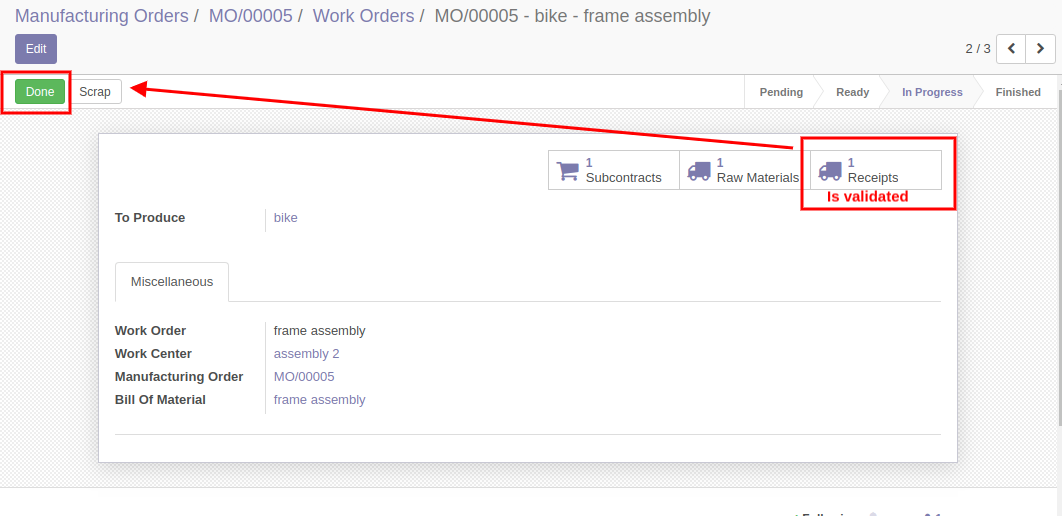 Manufacturing Orders / MO/00005 / Work Orders / MO/00005 - bike - frame assembly
Edit
2 / 3
Done
Scrap
Pending
Ready
In Progress
Finished
1
Subcontracts
1
Raw Materials
1
Receipts
Is validated
To Produce
bike
Miscellaneous
Work Order
frame assembly
Work Center
assembly 2
Manufacturing Order
MO/00005
Bill Of Material
frame assembly